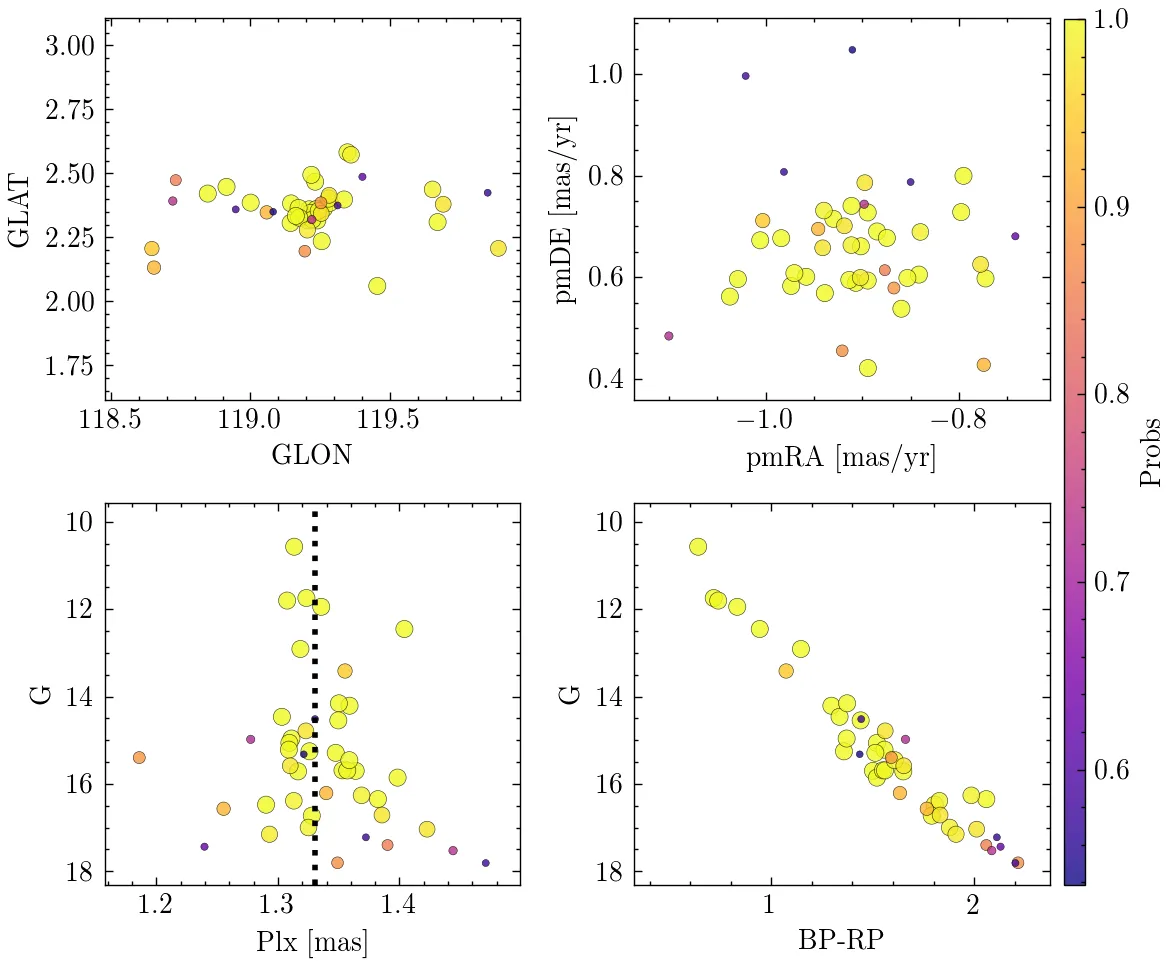 3.00
2.75
2.50
2.25
2.00
1.75
GLAT
118.5 119.0 119.5
GLON
1.0
0.8
0.6
0.4
pmDE [mas/yr]
−1.0 −0.8
pmRA [mas/yr]
1.0
0.9
0.8
0.7
0.6
Probs
10
12
14
16
18
G
1.2 1.3 1.4
Plx [mas]
10
12
14
16
18
G
1 2
BP-RP